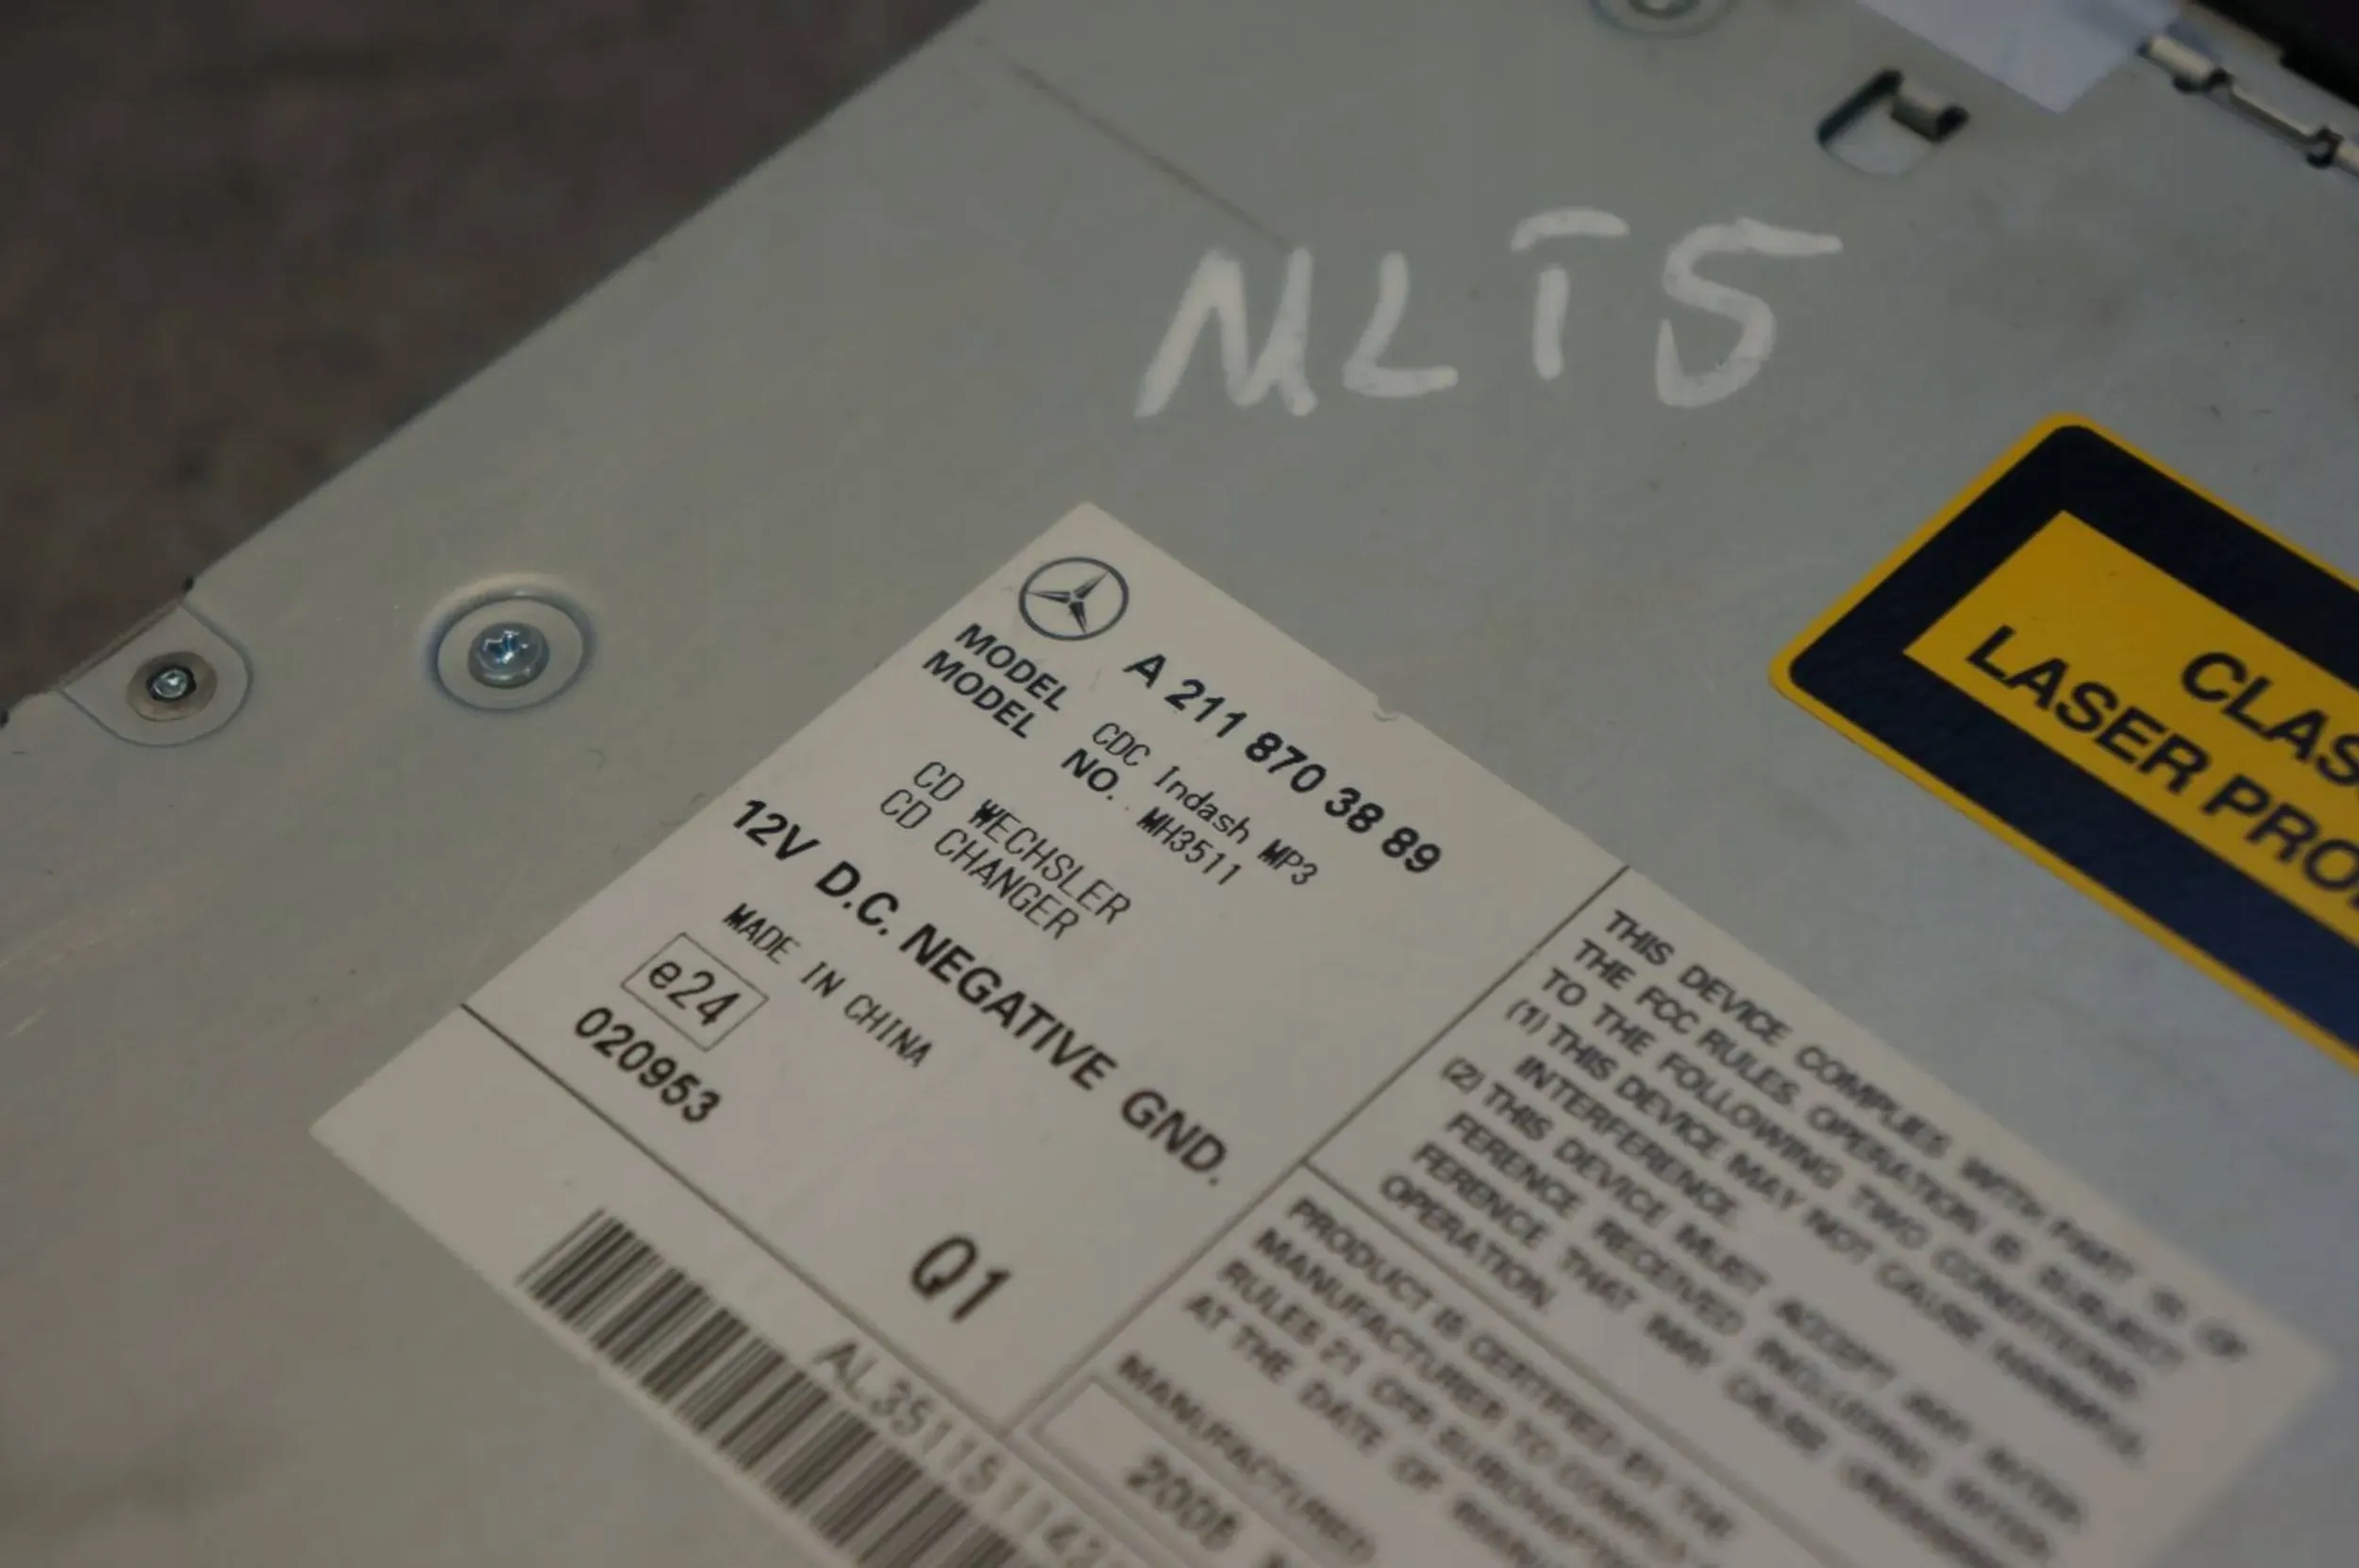 MLT5
A 211 870 38 89
MODEL CDC Indash MP3
MODEL NO. MH3511
CD WECHSLER
CD CHANGER
12V D.C. NEGATIVE GND.
MADE IN CHINA
e24
020953
Q1
THIS DEVICE COMPLIES WITH PART 15 OF
THE FCC RULES. OPERATION IS SUBJECT
TO THE FOLLOWING TWO CONDITIONS.
(1) THIS DEVICE MAY NOT CAUSE HARMFUL
INTERFERENCE.
(2) THIS DEVICE MUST ACCEPT ANY INTER-
FERENCE RECEIVED INCLUDING INTER-
FERENCE THAT MAY CAUSE UNDESIRED
OPERATION.
PRODUCT IS CERTIFIED BY THE
MANUFACTURER TO COMPLY
RULES 21 CFR SUBCHAPTER
AT THE DATE OF
MANUFACTURED
AL35115114
LASER